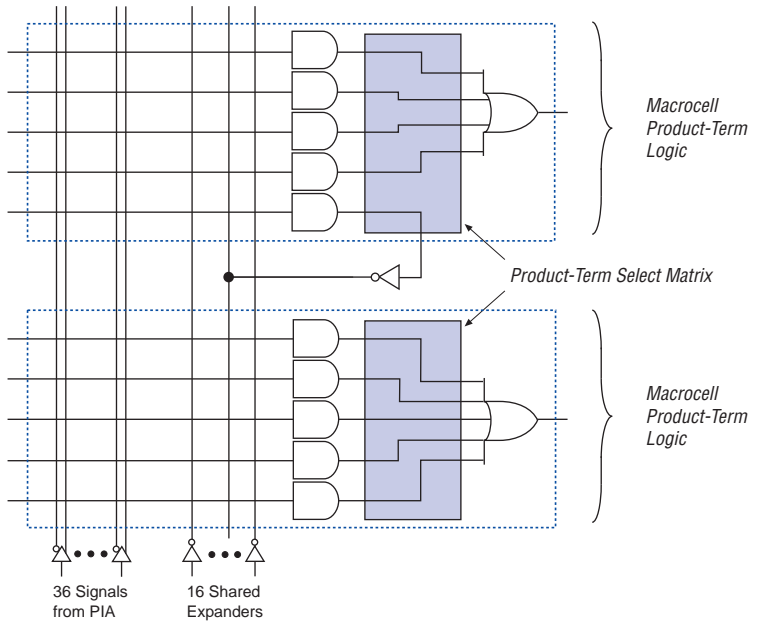 Macrocell
Product-Term
Logic
Product-Term Select Matrix
Macrocell
Product-Term
Logic
36 Signals
from PIA
16 Shared
Expanders